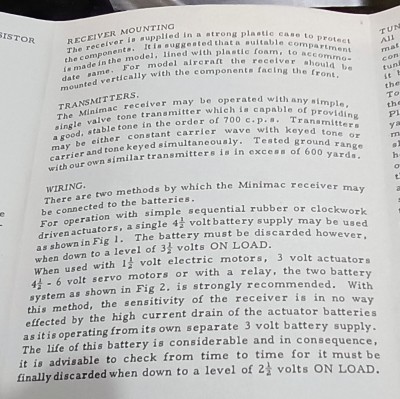 SISTOR
RECEIVER MOUNTING
The receiver is supplied in a strong plastic case to protect
the components. It is suggested that a suitable compartment
is made in the model, lined with plastic foam, to accommo-
date same. For model aircraft the receiver should be
mounted vertically with the components facing the front.
TRANSMITTERS.
The Minimac receiver may be operated with any simple,
single valve tone transmitter which is capable of providing
a good, stable tone in the order of 700 c.p.s. Transmitters
may be either constant carrier wave with keyed tone or
carrier and tone keyed simultaneously. Tested ground range
with our own similar transmitters is in excess of 600 yards.
WIRING.
There are two methods by which the Minimac receiver may
be connected to the batteries.
For operation with simple sequential rubber or clockwork
driven actuators, a single 4½ volt battery supply may be used
as shown in Fig 1. The battery must be discarded however,
when down to a level of 3½ volts ON LOAD.
When used with 1½ volt electric motors, 3 volt actuators
4½ - 6 volt servo motors or with a relay, the two battery
system as shown in Fig 2. is strongly recommended. With
this method, the sensitivity of the receiver is in no way
effected by the high current drain of the actuator batteries
as it is operating from its own separate 3 volt battery supply.
The life of this battery is considerable and in consequence,
it is advisable to check from time to time for it must be
finally discarded when down to a level of 2½ volts ON LOAD.
TUN
All